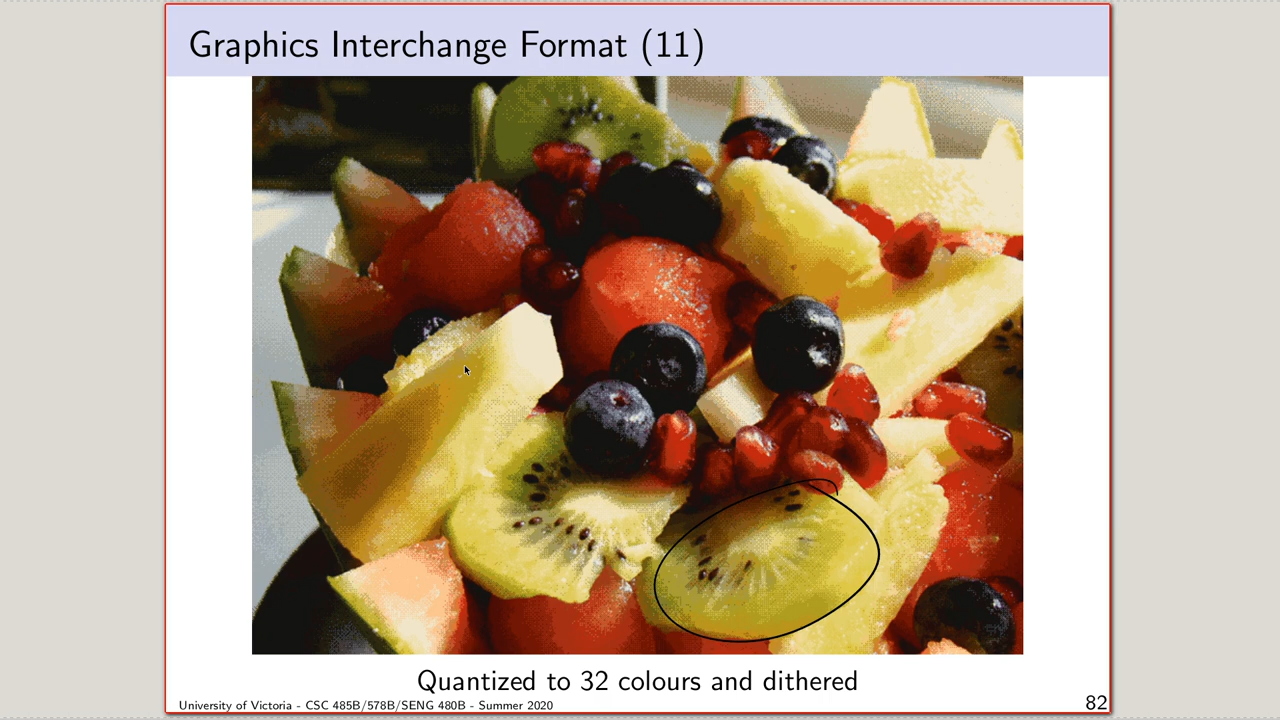 Graphics Interchange Format (11)
Quantized to 32 colours and dithered
University of Victoria - CSC 485B/578B/SENG 480B - Summer 2020
82